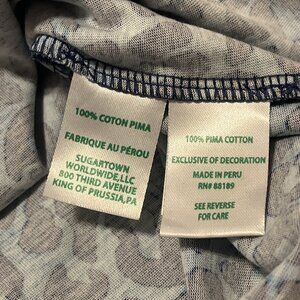 100% COTON PIMA
FABRIQUE AU PÉROU
SUGARTOWN
WORLDWIDE,LLC
800 THIRD AVENUE
KING OF PRUSSIA,PA
100% PIMA COTTON
EXCLUSIVE OF DECORATION
MADE IN PERU
RN# 88189
SEE REVERSE
FOR CARE